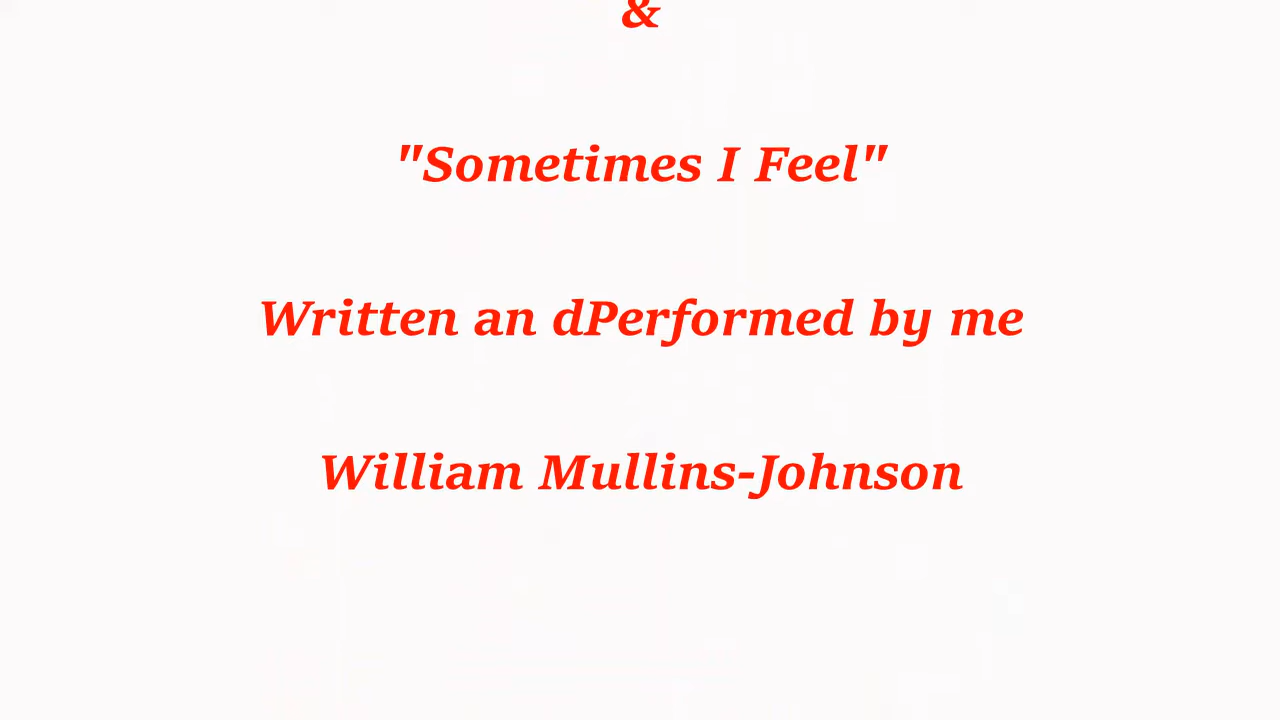 &
"Sometimes I Feel"
Written an dPerformed by me
William Mullins-Johnson